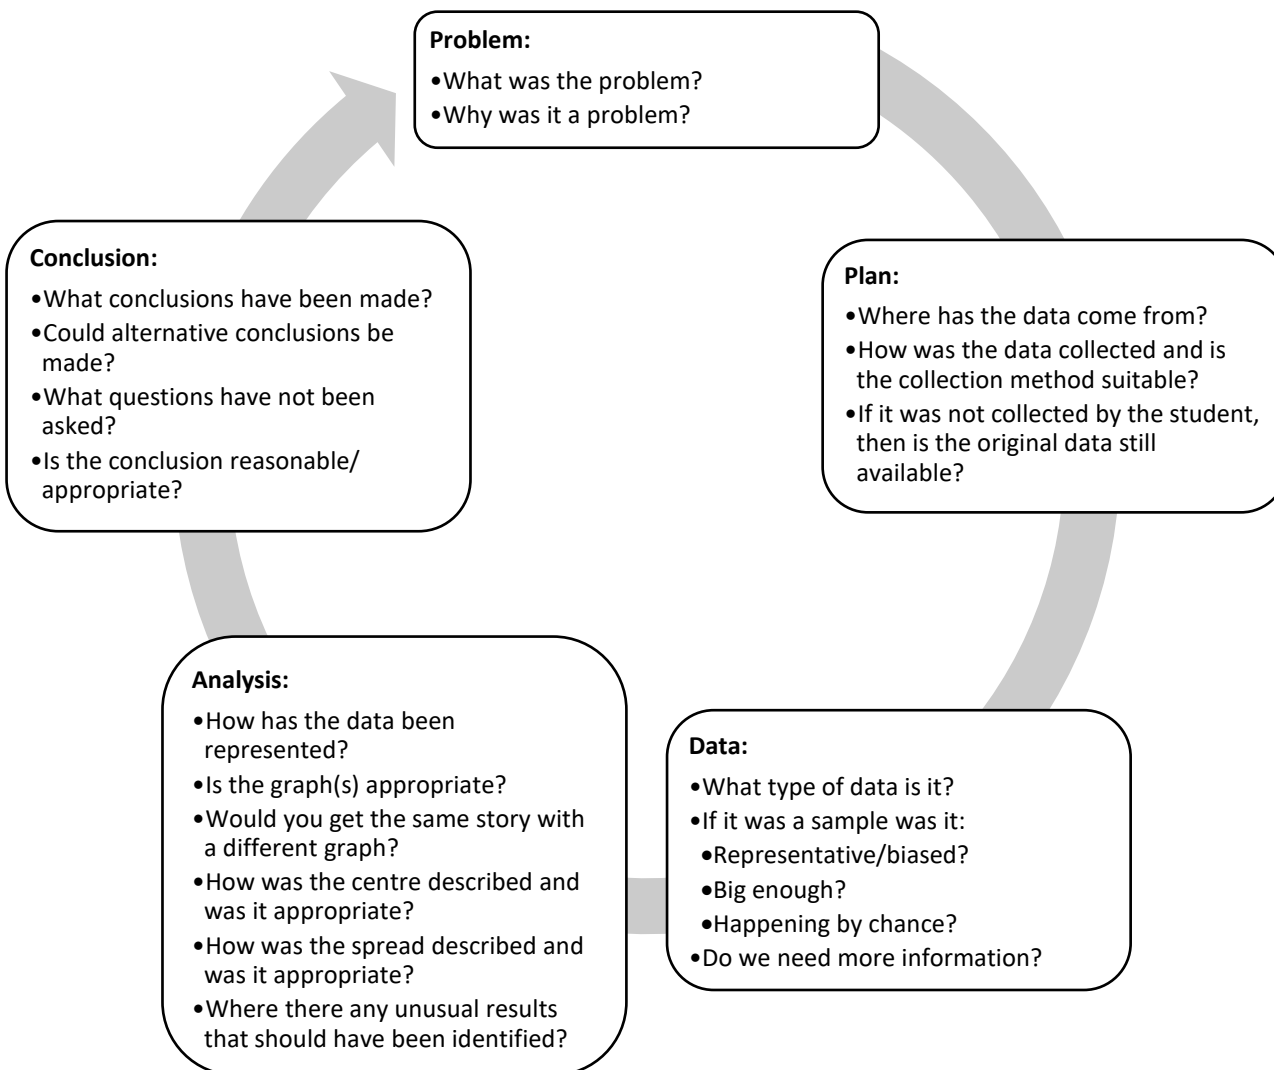 Problem:
•What was the problem?
•Why was it a problem?
Plan:
•Where has the data come from?
•How was the data collected and is
the collection method suitable?
•If it was not collected by the student,
then is the original data still
available?
Data:
•What type of data is it?
•If it was a sample was it:
•Representative/biased?
•Big enough?
•Happening by chance?
•Do we need more information?
Analysis:
•How has the data been
represented?
•Is the graph(s) appropriate?
•Would you get the same story with
a different graph?
•How was the centre described and
was it appropriate?
•How was the spread described and
was it appropriate?
•Where there any unusual results
that should have been identified?
Conclusion:
•What conclusions have been made?
•Could alternative conclusions be
made?
•What questions have not been
asked?
•Is the conclusion reasonable/
appropriate?